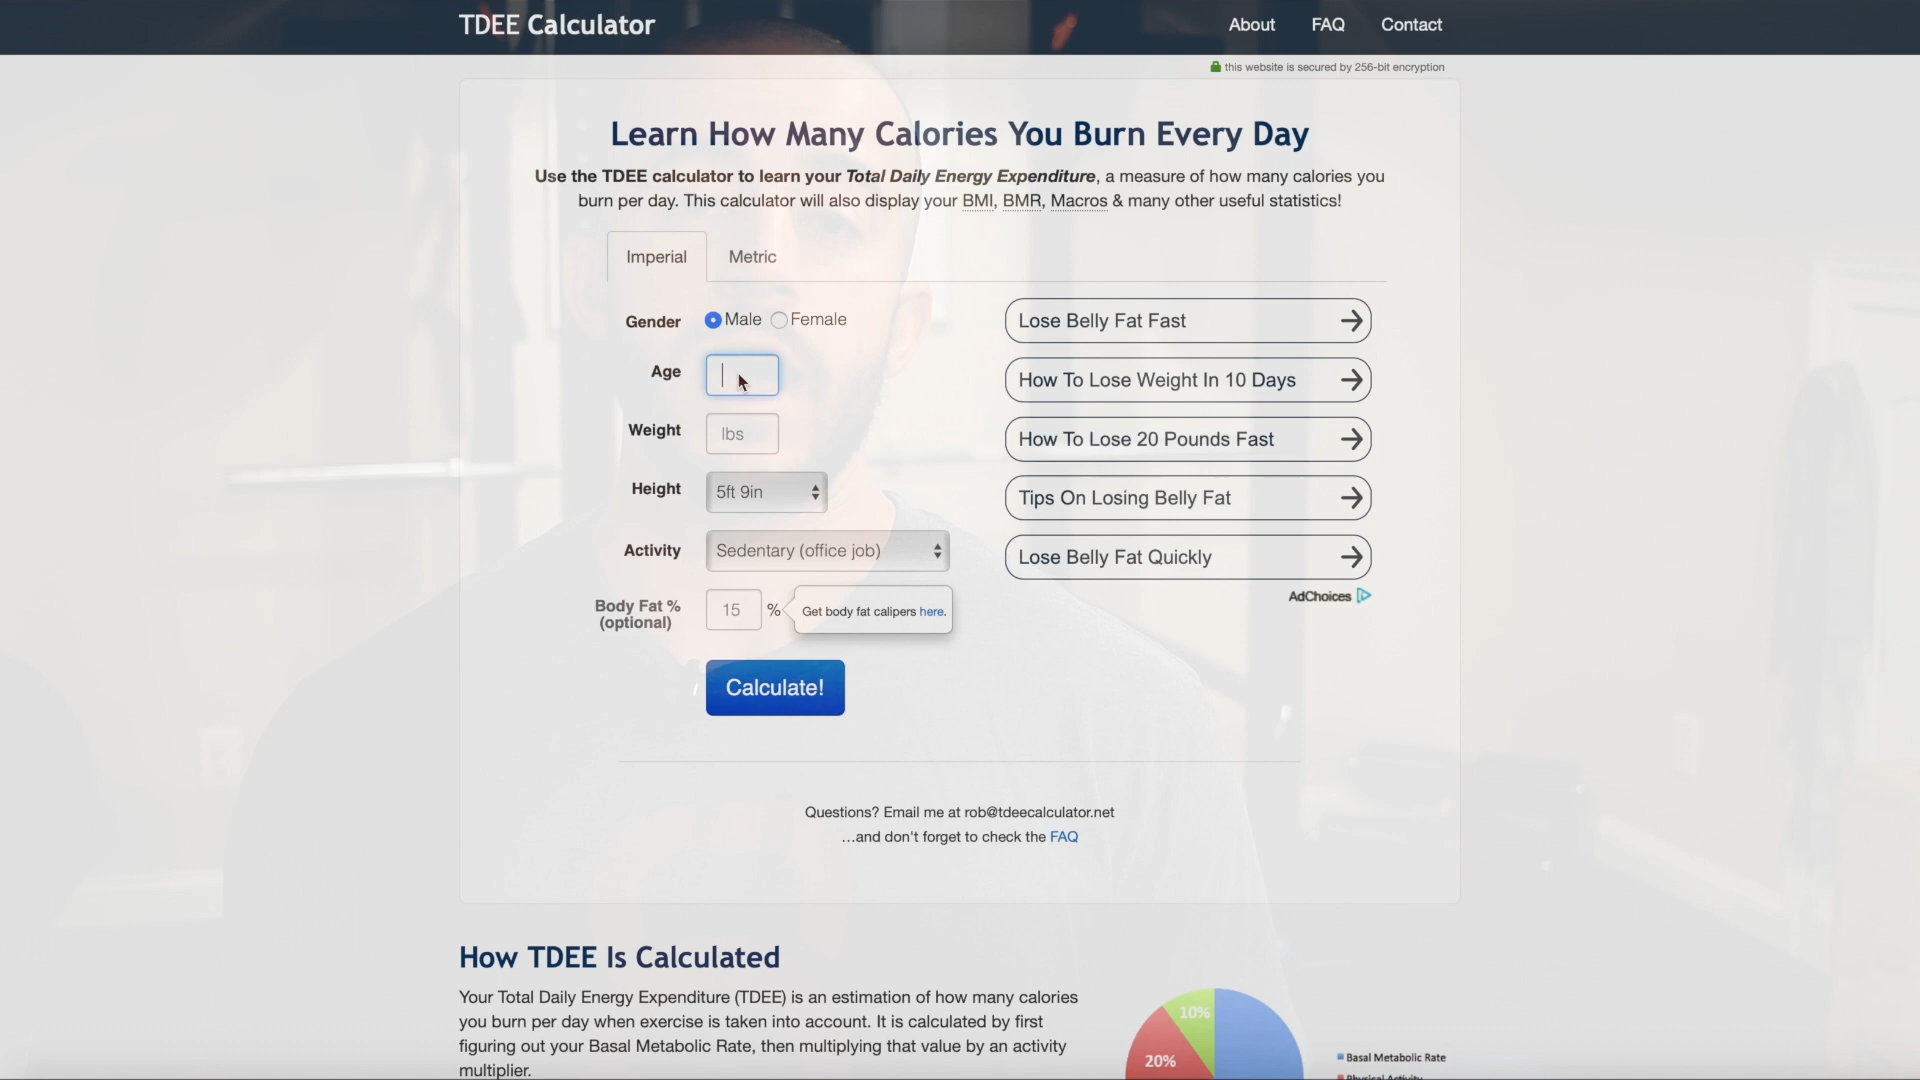 TDEE Calculator
About
FAQ
Contact
this website is secured by 256-bit encryption
Learn How Many Calories You Burn Every Day
Use the TDEE calculator to learn your Total Daily Energy Expenditure, a measure of how many calories you
burn per day. This calculator will also display your BMI, BMR, Macros & many other useful statistics!
Imperial
Metric
Gender
Male
Female
Age
Weight
lbs
Height
5ft 9in
Activity
Sedentary (office job)
Body Fat %
(optional)
15
%
Get body fat calipers here.
Calculate!
Lose Belly Fat Fast
How To Lose Weight In 10 Days
How To Lose 20 Pounds Fast
Tips On Losing Belly Fat
Lose Belly Fat Quickly
AdChoices
Questions? Email me at rob@tdeecalculator.net
...and don't forget to check the FAQ
How TDEE Is Calculated
Your Total Daily Energy Expenditure (TDEE) is an estimation of how many calories
you burn per day when exercise is taken into account. It is calculated by first
figuring out your Basal Metabolic Rate, then multiplying that value by an activity
multiplier.
10%
20%
Basal Metabolic Rate
Physical Activity